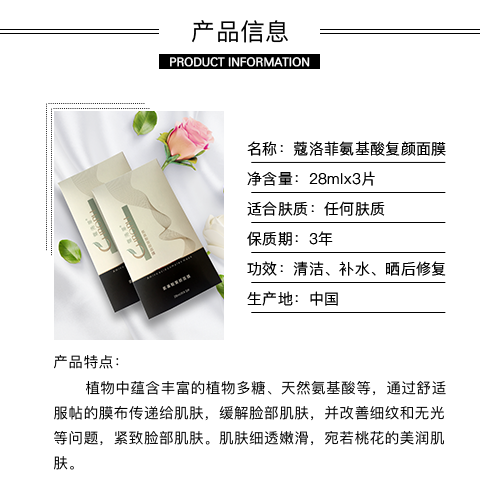 产品信息
PRODUCT INFORMATION
名称：蔻洛菲氨基酸复颜面膜
净含量：28mlx3片
适合肤质：任何肤质
保质期：3年
功效：清洁、补水、晒后修复
生产地：中国
产品特点：
植物中蕴含丰富的植物多糖、天然氨基酸等，通过舒适
服帖的膜布传递给肌肤，缓解脸部肌肤，并改善细纹和无光
等问题，紧致脸部肌肤。肌肤细透嫩滑，宛若桃花的美润肌
肤。